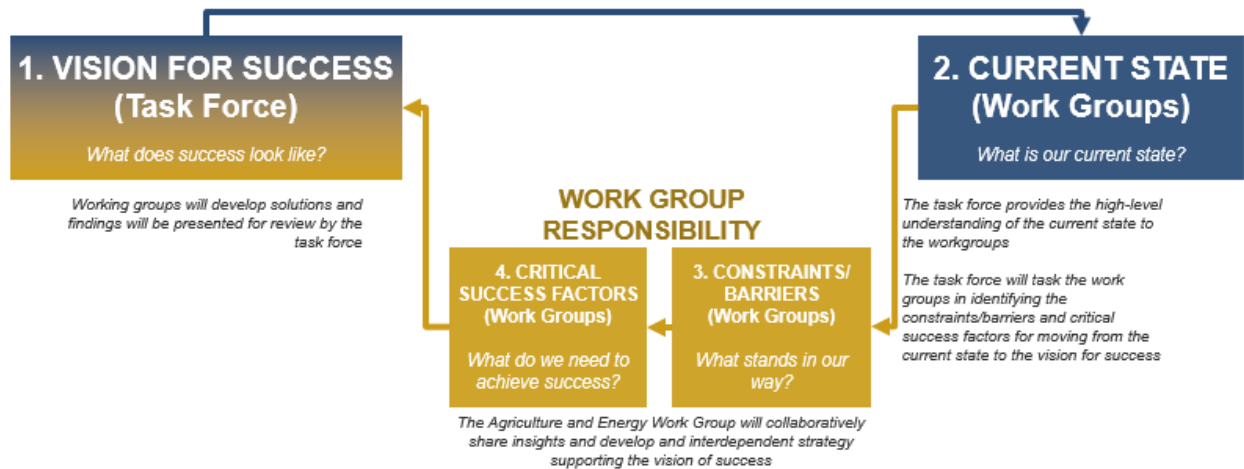 1. VISION FOR SUCCESS
(Task Force)
What does success look like?
Working groups will develop solutions and
findings will be presented for review by the
task force
2. CURRENT STATE
(Work Groups)
What is our current state?
The task force provides the high-level
understanding of the current state to
the workgroups
The task force will task the work
groups in identifying the
constraints/barriers and critical
success factors for moving from the
current state to the vision for success
WORK GROUP
RESPONSIBILITY
3. CONSTRAINTS/
BARRIERS
(Work Groups)
What stands in our
way?
4. CRITICAL
SUCCESS FACTORS
(Work Groups)
What do we need to
achieve success?
The Agriculture and Energy Work Group will collaboratively
share insights and develop and interdependent strategy
supporting the vision of success